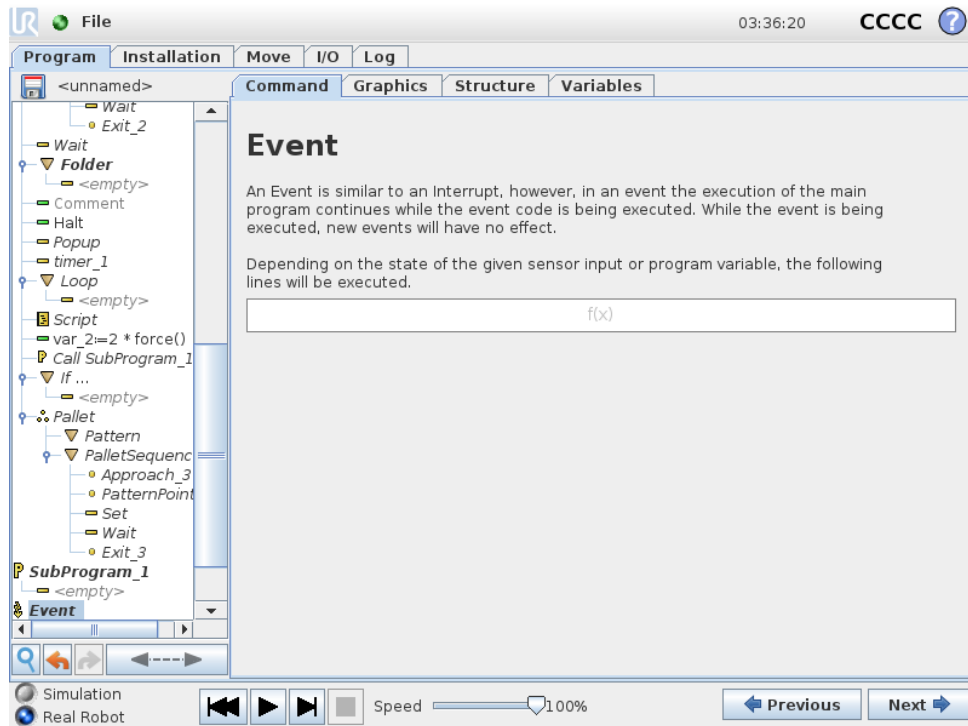 UR File 03:36:20 CCCC ?
Program Installation Move I/O Log
<unnamed>
Command Graphics Structure Variables
Wait
Exit_2
Wait
Folder
<empty>
Comment
Halt
Popup
timer_1
Loop
<empty>
Script
var_2:=2 * force()
Call SubProgram_1
If ...
<empty>
Pallet
Pattern
PalletSequenc
Approach_3
PatternPoint
Set
Wait
Exit_3
SubProgram_1
<empty>
Event
Event
An Event is similar to an Interrupt, however, in an event the execution of the main
program continues while the event code is being executed. While the event is being
executed, new events will have no effect.
Depending on the state of the given sensor input or program variable, the following
lines will be executed.
f(x)
Simulation
Real Robot
Speed 100%
Previous Next